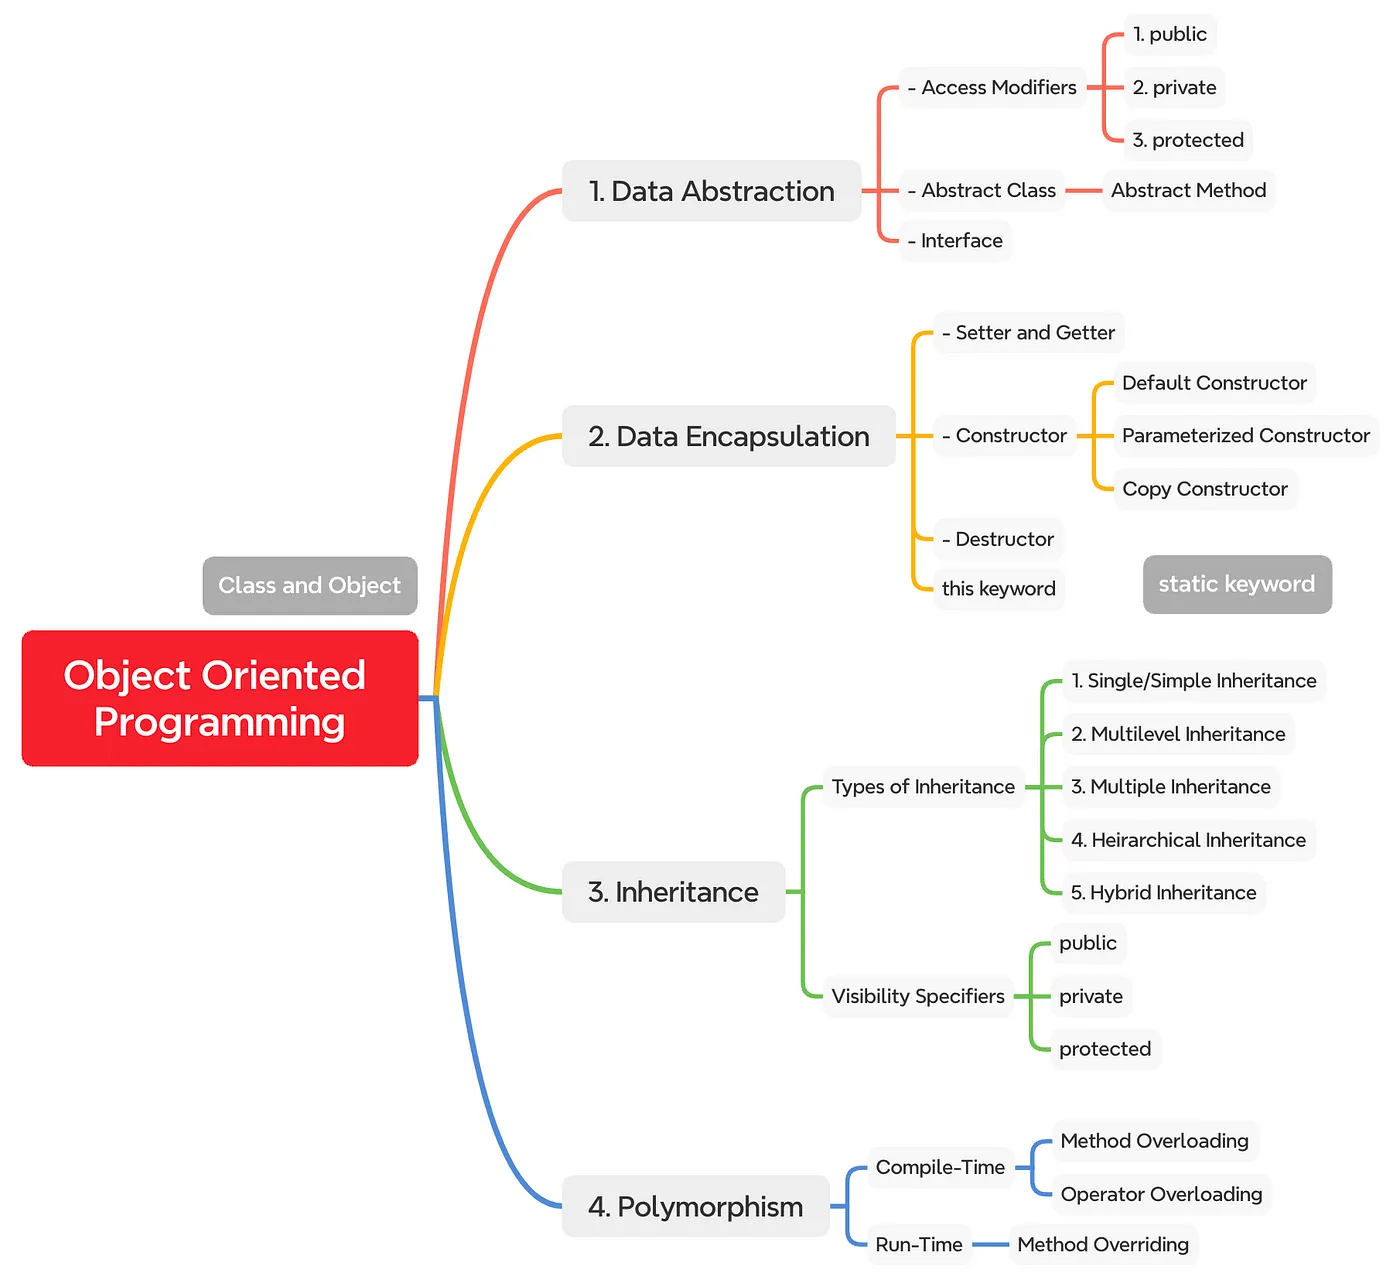 Class and Object
Object Oriented
Programming
1. Data Abstraction
- Access Modifiers
1. public
2. private
3. protected
- Abstract Class
Abstract Method
- Interface
2. Data Encapsulation
- Setter and Getter
- Constructor
Default Constructor
Parameterized Constructor
Copy Constructor
- Destructor
this keyword
static keyword
3. Inheritance
Types of Inheritance
1. Single/Simple Inheritance
2. Multilevel Inheritance
3. Multiple Inheritance
4. Heirarchical Inheritance
5. Hybrid Inheritance
Visibility Specifiers
public
private
protected
4. Polymorphism
Compile-Time
Method Overloading
Operator Overloading
Run-Time
Method Overriding